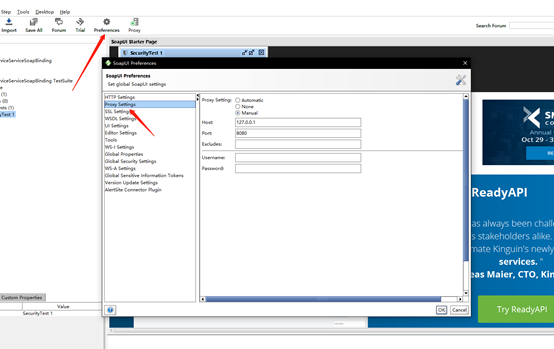 Step Tools Desktop Help
Import Save All Forum Trial Preferences Proxy
Search Forum
SoapUI Starter Page
SecurityTest 1
SoapUI Preferences
SoapUI Preferences
Set global SoapUI settings
HTTP Settings
Proxy Settings
SSL Settings
WSDL Settings
UI Settings
Editor Settings
Tools
WS-I Settings
Global Properties
Global Security Settings
WS-A Settings
Global Sensitive Information Tokens
Version Update Settings
AlertSite Connector Plugin
Proxy Setting: Automatic
None
Manual
Host: 127.0.0.1
Port: 8080
Excludes:
Username:
Password:
OK Cancel
viceServiceSoapBinding
viceServiceSoapBinding TestSuite
ts (1)
s (0)
ests (1)
tyTest 1
Custom Properties
Value
SecurityTest 1
SM
CO
Annual
Oct 29 - 3
ReadyAPI
as always been chall
s stakeholders alike.
mate Kinguin's newly
services. "
eas Maier, CTO, Kin
Try ReadyAPI